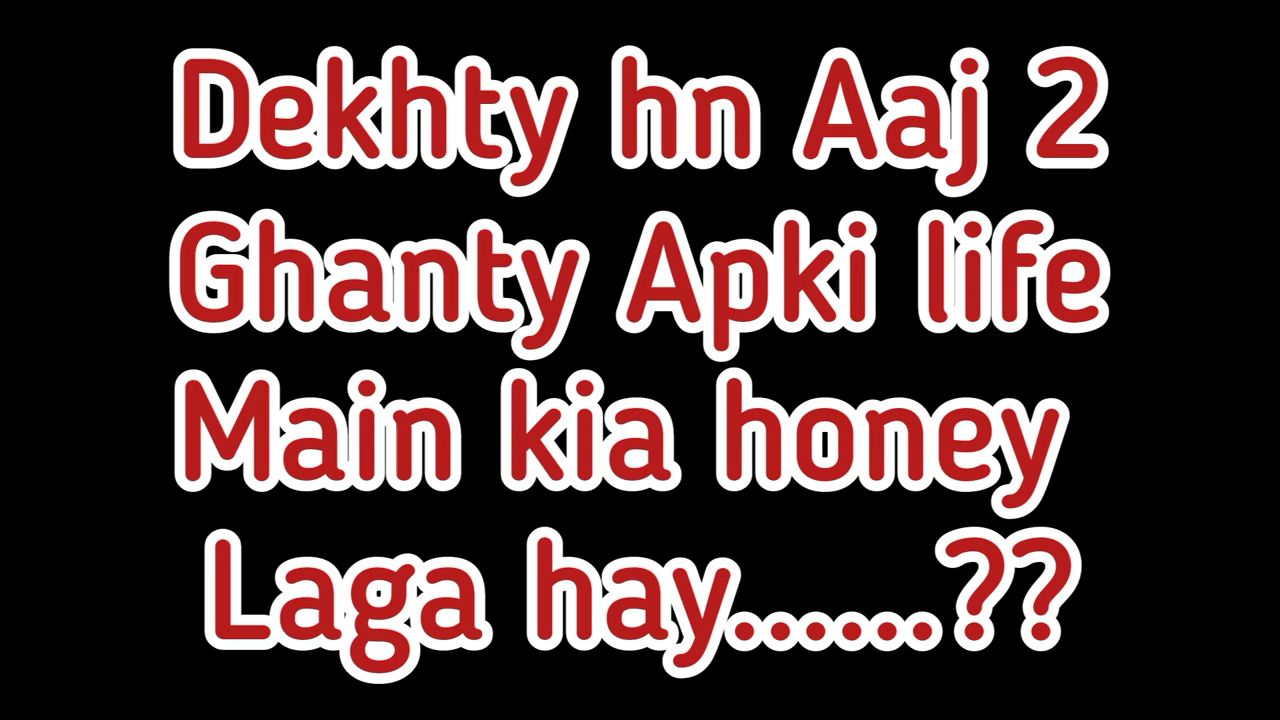 Dekhty hn Aaj 2
Ghanty Apki life
Main kia honey
Laga hay......??